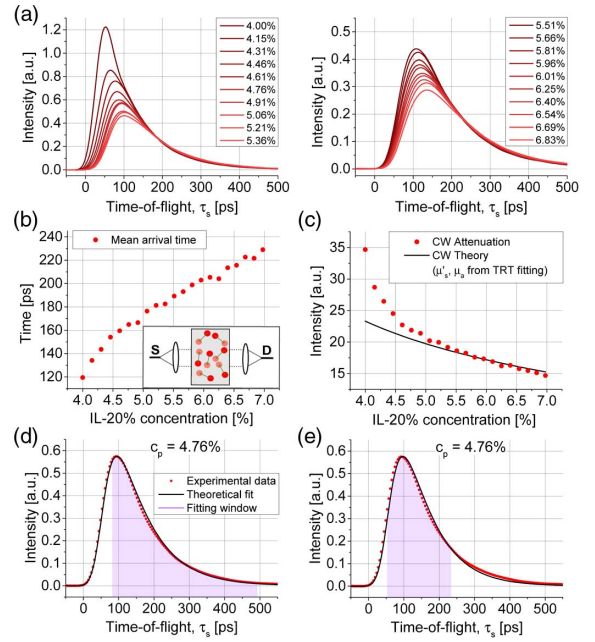 (a)
Intensity [a.u.]
1.2
1.0
0.8
0.6
0.4
0.2
0.0
4.00%
4.15%
4.31%
4.46%
4.61%
4.76%
4.91%
5.06%
5.21%
5.36%
0 100 200 300 400 500
Time-of-flight, τs [ps]
Intensity [a.u.]
0.5
0.4
0.3
0.2
0.1
0.0
5.51%
5.66%
5.81%
5.96%
6.01%
6.25%
6.40%
6.54%
6.69%
6.83%
0 100 200 300 400 500
Time-of-flight, τs [ps]
(b)
Time [ps]
240
220
200
180
160
140
120
Mean arrival time
S
D
4.0 4.5 5.0 5.5 6.0 6.5 7.0
IL-20% concentration [%]
(c)
Intensity [a.u.]
35
30
25
20
15
CW Attenuation
CW Theory
(μ's, μa from TRT fitting)
4.0 4.5 5.0 5.5 6.0 6.5 7.0
IL-20% concentration [%]
(d)
cp = 4.76%
Intensity [a.u.]
0.6
0.5
0.4
0.3
0.2
0.1
0.0
Experimental data
Theoretical fit
Fitting window
0 100 200 300 400 500
Time-of-flight, τs [ps]
(e)
cp = 4.76%
Intensity [a.u.]
0.6
0.5
0.4
0.3
0.2
0.1
0.0
0 100 200 300 400 500
Time-of-flight, τs [ps]